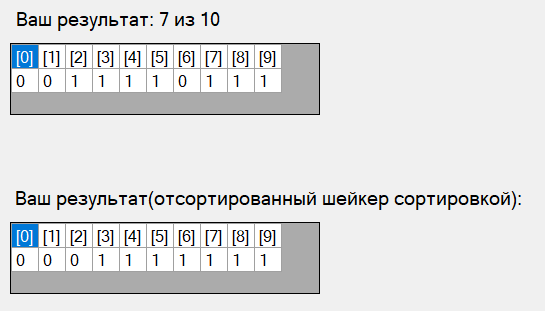 Ваш результат: 7 из 10
[0] [1] [2] [3] [4] [5] [6] [7] [8] [9]
0 0 1 1 1 1 0 1 1 1
Ваш результат(отсортированный шейкер сортировкой):
[0] [1] [2] [3] [4] [5] [6] [7] [8] [9]
0 0 0 1 1 1 1 1 1 1